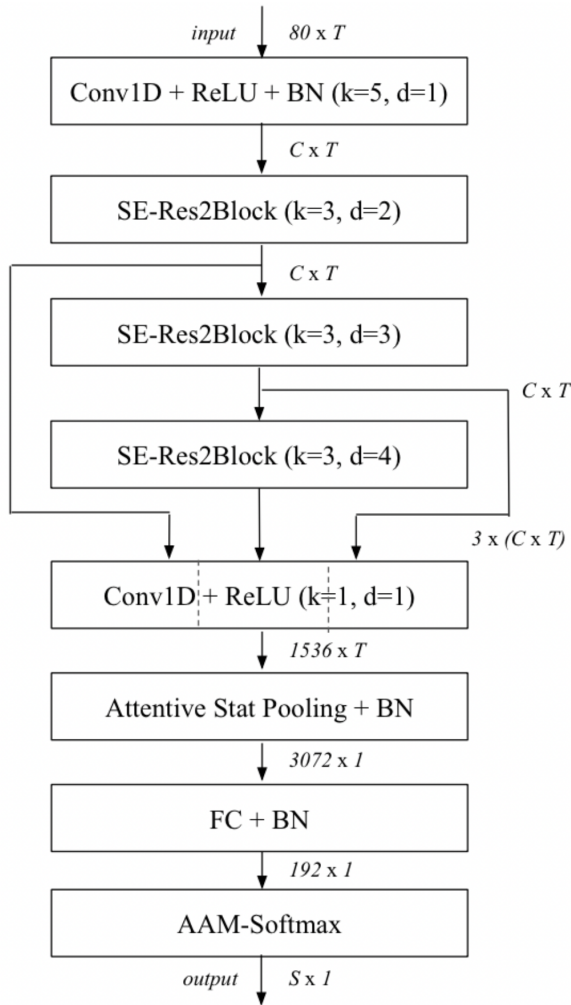 input 80 x T
Conv1D + ReLU + BN (k=5, d=1)
C x T
SE-Res2Block (k=3, d=2)
C x T
SE-Res2Block (k=3, d=3)
C x T
SE-Res2Block (k=3, d=4)
3 x (C x T)
Conv1D + ReLU (k=1, d=1)
1536 x T
Attentive Stat Pooling + BN
3072 x 1
FC + BN
192 x 1
AAM-Softmax
output S x 1